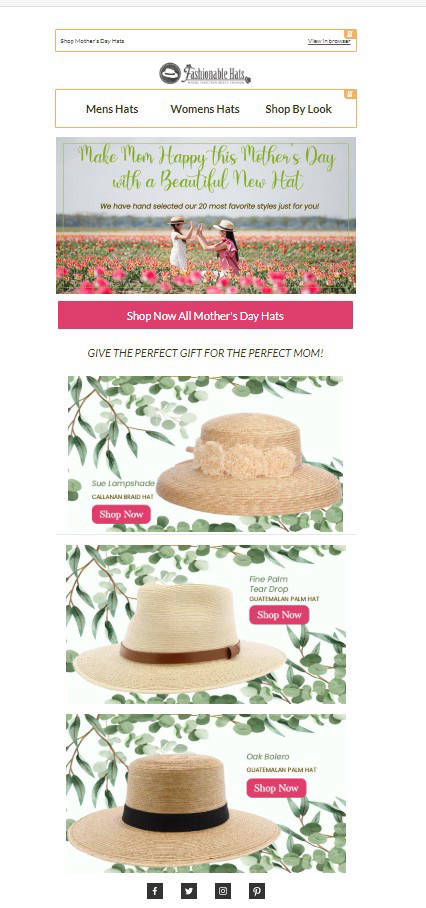 Shop Mother's Day Hats
View in browser
Fashionable Hats
Mens Hats Womens Hats Shop By Look
Make Mom Happy this Mother's Day
with a Beautiful New Hat
We have hand selected our 20 most favorite styles just for you!
Shop Now All Mother's Day Hats
GIVE THE PERFECT GIFT FOR THE PERFECT MOM!
Sue Lampshade
CALLANAN BRAID HAT
Shop Now
Fine Palm
Tear Drop
GUATEMALAN PALM HAT
Shop Now
Oak Bolero
GUATEMALAN PALM HAT
Shop Now